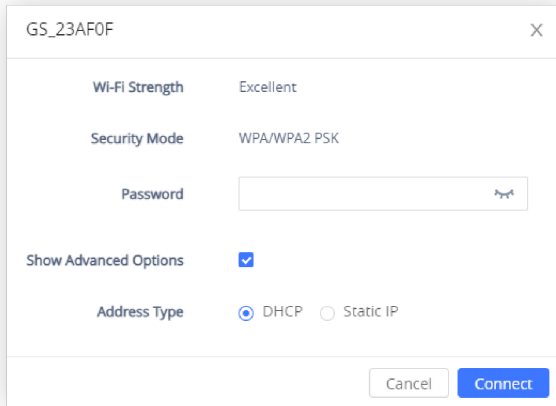 GS_23AF0F
Wi-Fi Strength Excellent
Security Mode WPA/WPA2 PSK
Password
Show Advanced Options
Address Type DHCP Static IP
Cancel Connect